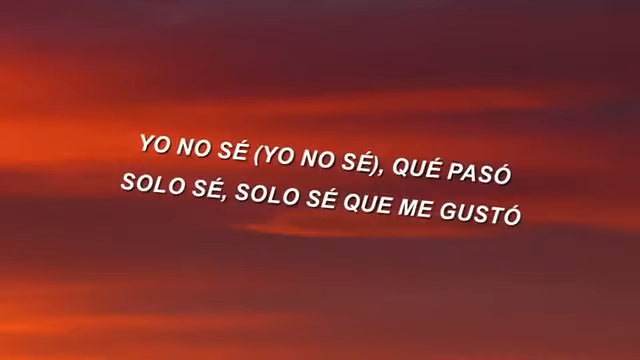 YO NO SÉ (YO NO SÉ), QUÉ PASÓ
SOLO SÉ, SOLO SÉ QUE ME GUSTÓ